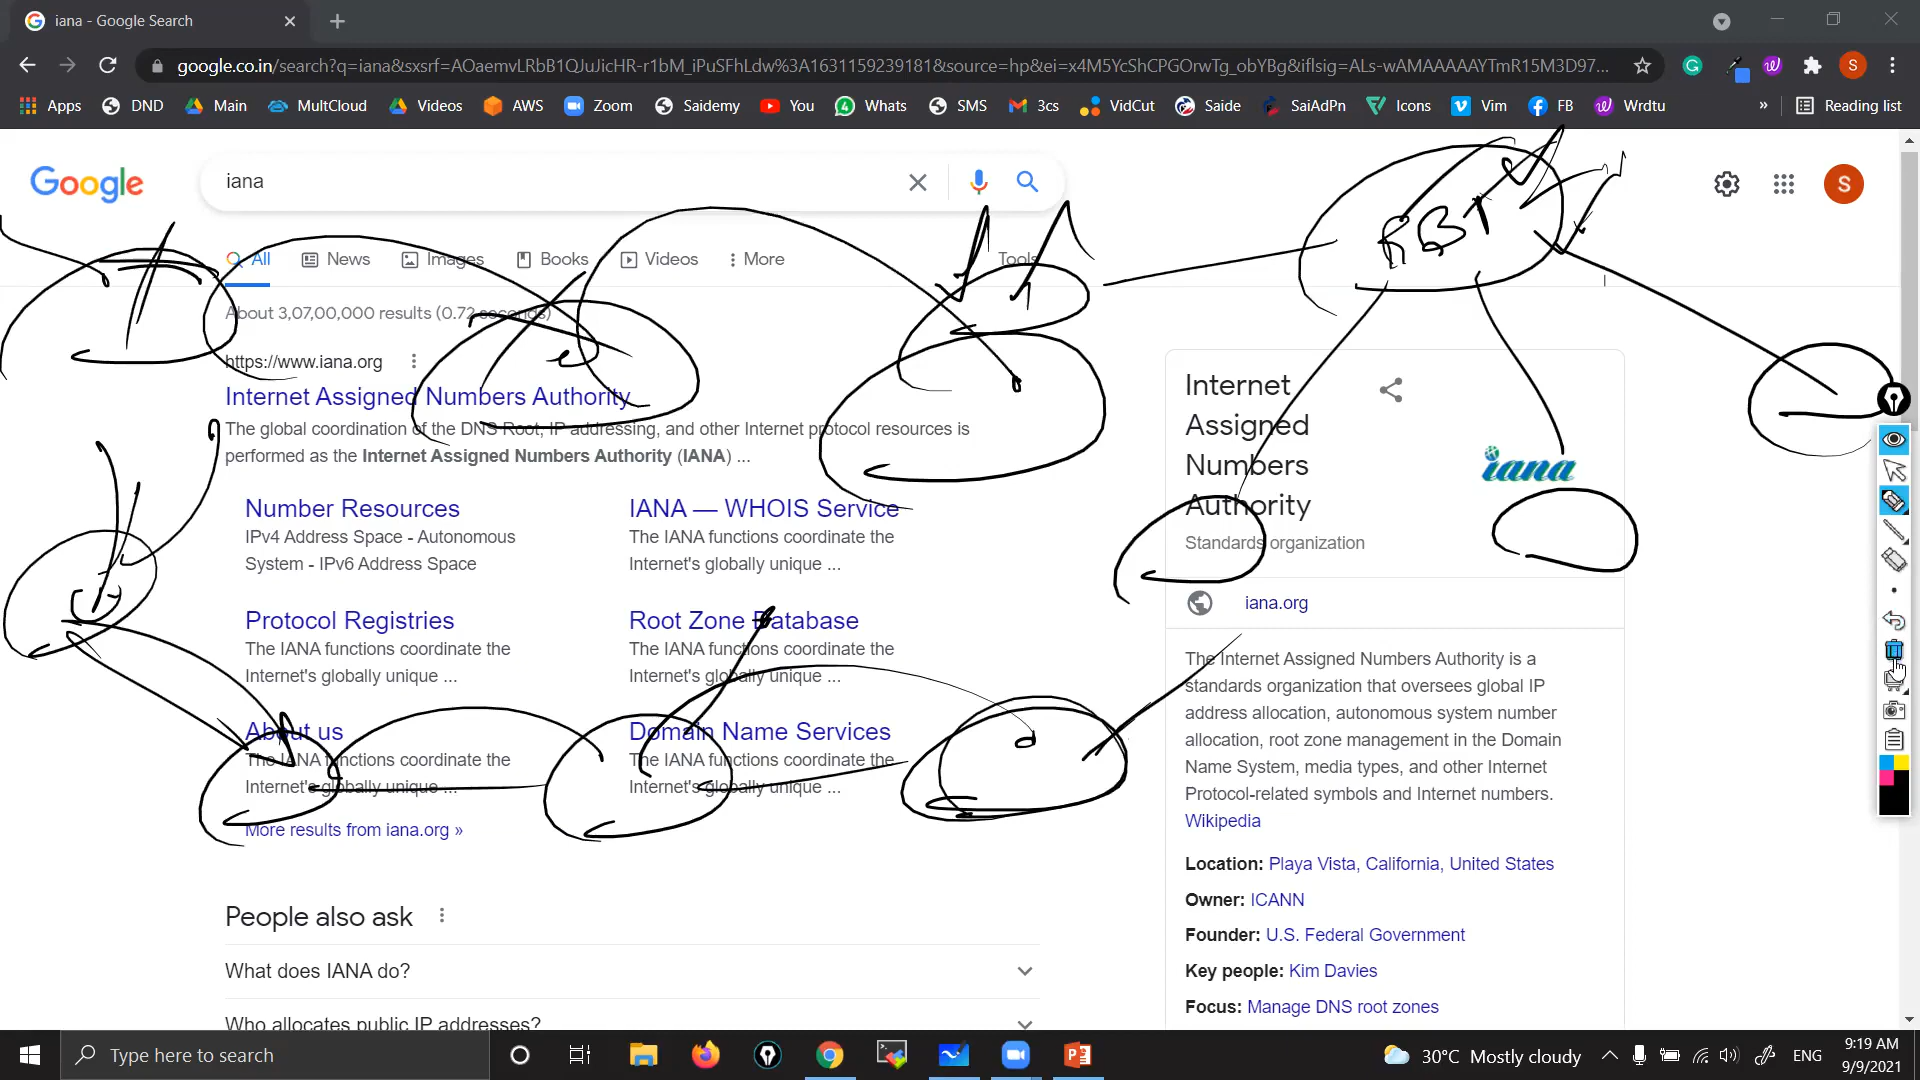 iana - Google Search
google.co.in/search?q=iana&sxsrf=AOaemvLRbB1QJuJicHR-r1bM_iPuSFhLdw%3A1631159239181&source=hp&ei=x4M5YcShCPGOrwTg_obYBg&iflsig=ALs-wAMAAAAAYTmR15M3D97...
Apps DND Main MultCloud Videos AWS Zoom Saidemy You Whats SMS 3cs VidCut Saide SaiAdPn Icons Vim FB Wrdtu » Reading list
Google iana S
RBI
All News Images Books Videos More Tools
About 3,07,00,000 results (0.72 seconds)
https://www.iana.org
Internet Assigned Numbers Authority
The global coordination of the DNS Root, IP addressing, and other Internet protocol resources is
performed as the Internet Assigned Numbers Authority (IANA) ...
Number Resources
IPv4 Address Space - Autonomous
System - IPv6 Address Space
IANA — WHOIS Service
The IANA functions coordinate the
Internet's globally unique ...
Protocol Registries
The IANA functions coordinate the
Internet's globally unique ...
Root Zone Database
The IANA functions coordinate the
Internet's globally unique ...
About us
The IANA functions coordinate the
Internet's globally unique ...
Domain Name Services
The IANA functions coordinate the
Internet's globally unique ...
More results from iana.org »
People also ask
What does IANA do?
Who allocates public IP addresses?
Internet
Assigned
Numbers
Authority
iana
Standards organization
iana.org
The Internet Assigned Numbers Authority is a
standards organization that oversees global IP
address allocation, autonomous system number
allocation, root zone management in the Domain
Name System, media types, and other Internet
Protocol-related symbols and Internet numbers.
Wikipedia
Location: Playa Vista, California, United States
Owner: ICANN
Founder: U.S. Federal Government
Key people: Kim Davies
Focus: Manage DNS root zones
Type here to search
30°C Mostly cloudy
ENG
9:19 AM
9/9/2021